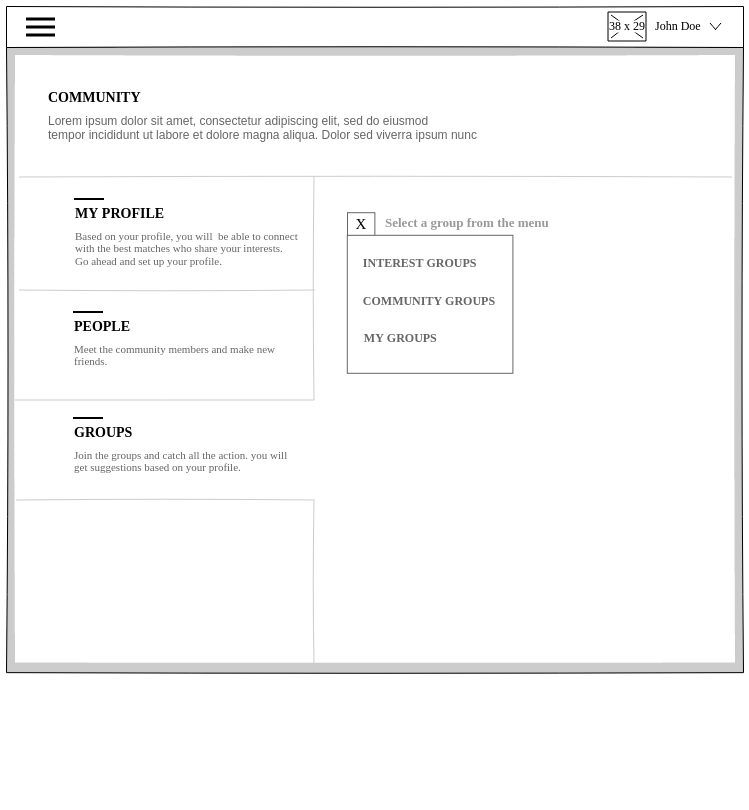 38 x 29 John Doe
COMMUNITY
Lorem ipsum dolor sit amet, consectetur adipiscing elit, sed do eiusmod
tempor incididunt ut labore et dolore magna aliqua. Dolor sed viverra ipsum nunc
MY PROFILE
Based on your profile, you will  be able to connect
with the best matches who share your interests.
Go ahead and set up your profile.
PEOPLE
Meet the community members and make new
friends.
GROUPS
Join the groups and catch all the action. you will
get suggestions based on your profile.
X Select a group from the menu
INTEREST GROUPS
COMMUNITY GROUPS
MY GROUPS